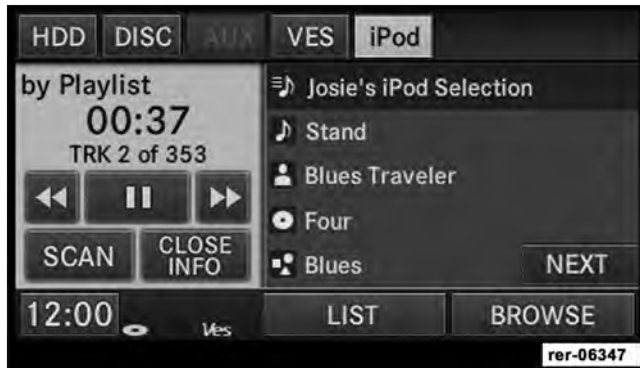 HDD DISC AUX VES iPod
by Playlist
00:37
TRK 2 of 353
SCAN
CLOSE INFO
Josie's iPod Selection
Stand
Blues Traveler
Four
Blues
NEXT
12:00
Ves
LIST
BROWSE
rer-06347